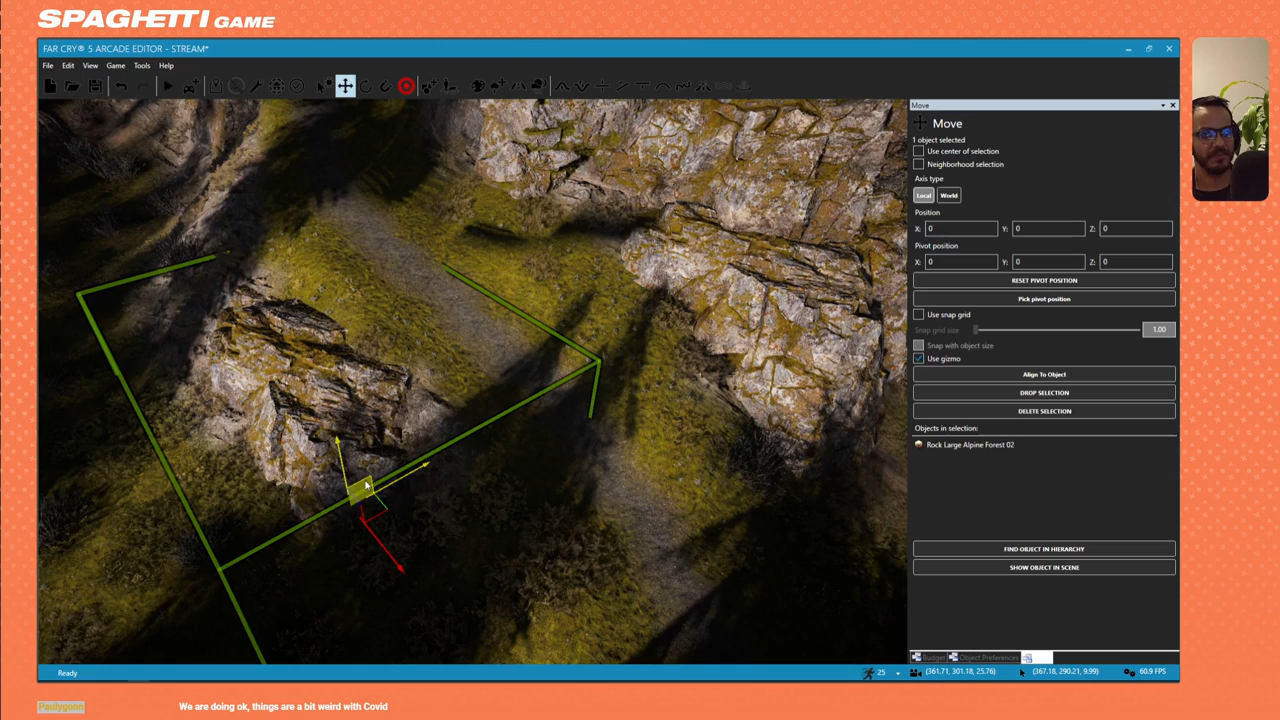 SPAGHETTI GAME
FAR CRY® 5 ARCADE EDITOR - STREAM*
File Edit View Game Tools Help
Move
Move
1 object selected
Use center of selection
Neighborhood selection
Axis type
Local World
Position
X: 0 Y: 0 Z: 0
Pivot position
X: 0 Y: 0 Z: 0
RESET PIVOT POSITION
Pick pivot position
Use snap grid
Snap grid size 1.00
Snap with object size
Use gizmo
Align To Object
DROP SELECTION
DELETE SELECTION
Objects in selection:
Rock Large Alpine Forest 02
FIND OBJECT IN HIERARCHY
SHOW OBJECT IN SCENE
Budget Object Preferences
Ready 25 (361.71, 301.18, 25.76) (367.18, 290.21, 9.99) 60.9 FPS
Paulygonn We are doing ok, things are a bit weird with Covid